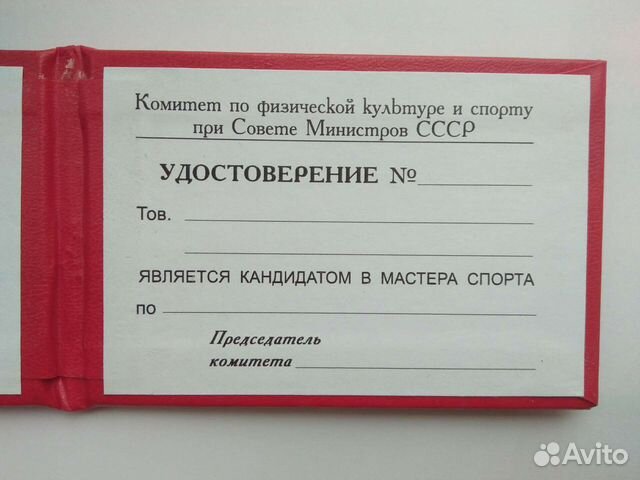 Комитет по физической культуре и спорту
при Совете Министров СССР
УДОСТОВЕРЕНИЕ №
Тов.
ЯВЛЯЕТСЯ КАНДИДАТОМ В МАСТЕРА СПОРТА
по
Председатель
комитета
Avito